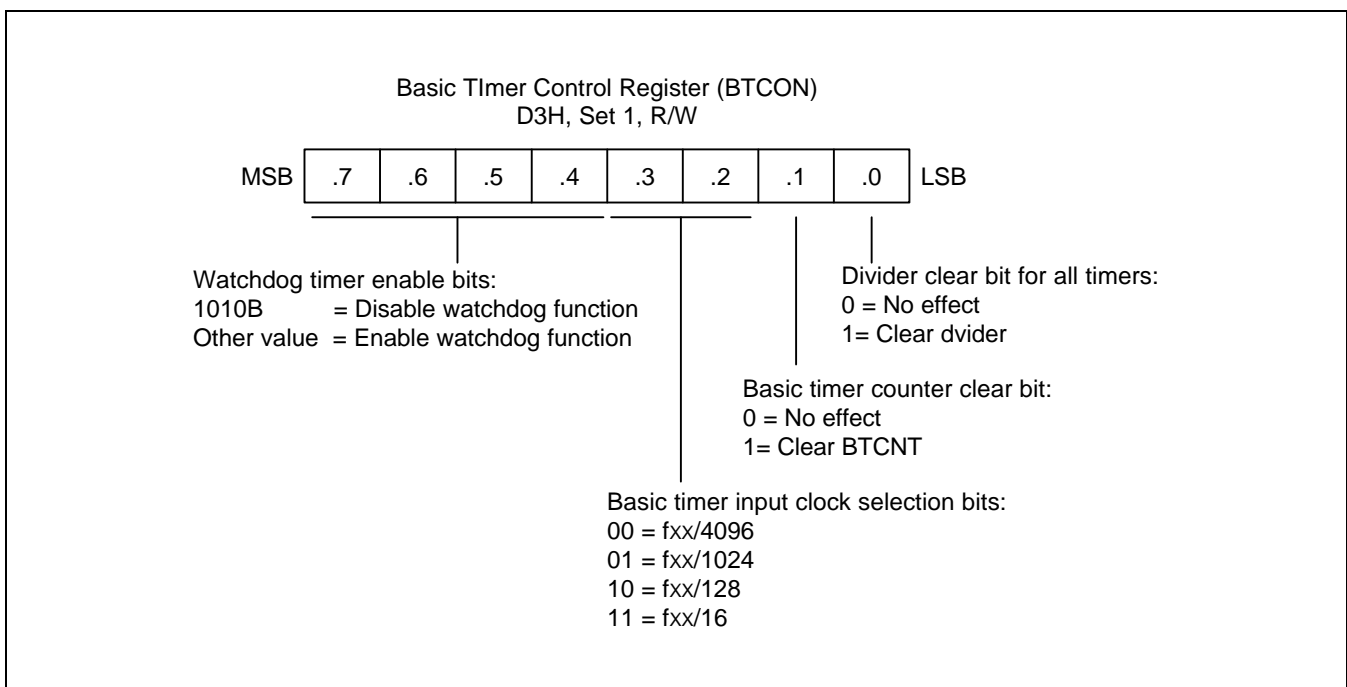 Basic TImer Control Register (BTCON)
D3H, Set 1, R/W
MSB .7 .6 .5 .4 .3 .2 .1 .0 LSB
Watchdog timer enable bits:
1010B = Disable watchdog function
Other value = Enable watchdog function
Divider clear bit for all timers:
0 = No effect
1= Clear dvider
Basic timer counter clear bit:
0 = No effect
1= Clear BTCNT
Basic timer input clock selection bits:
00 = fxx/4096
01 = fxx/1024
10 = fxx/128
11 = fxx/16